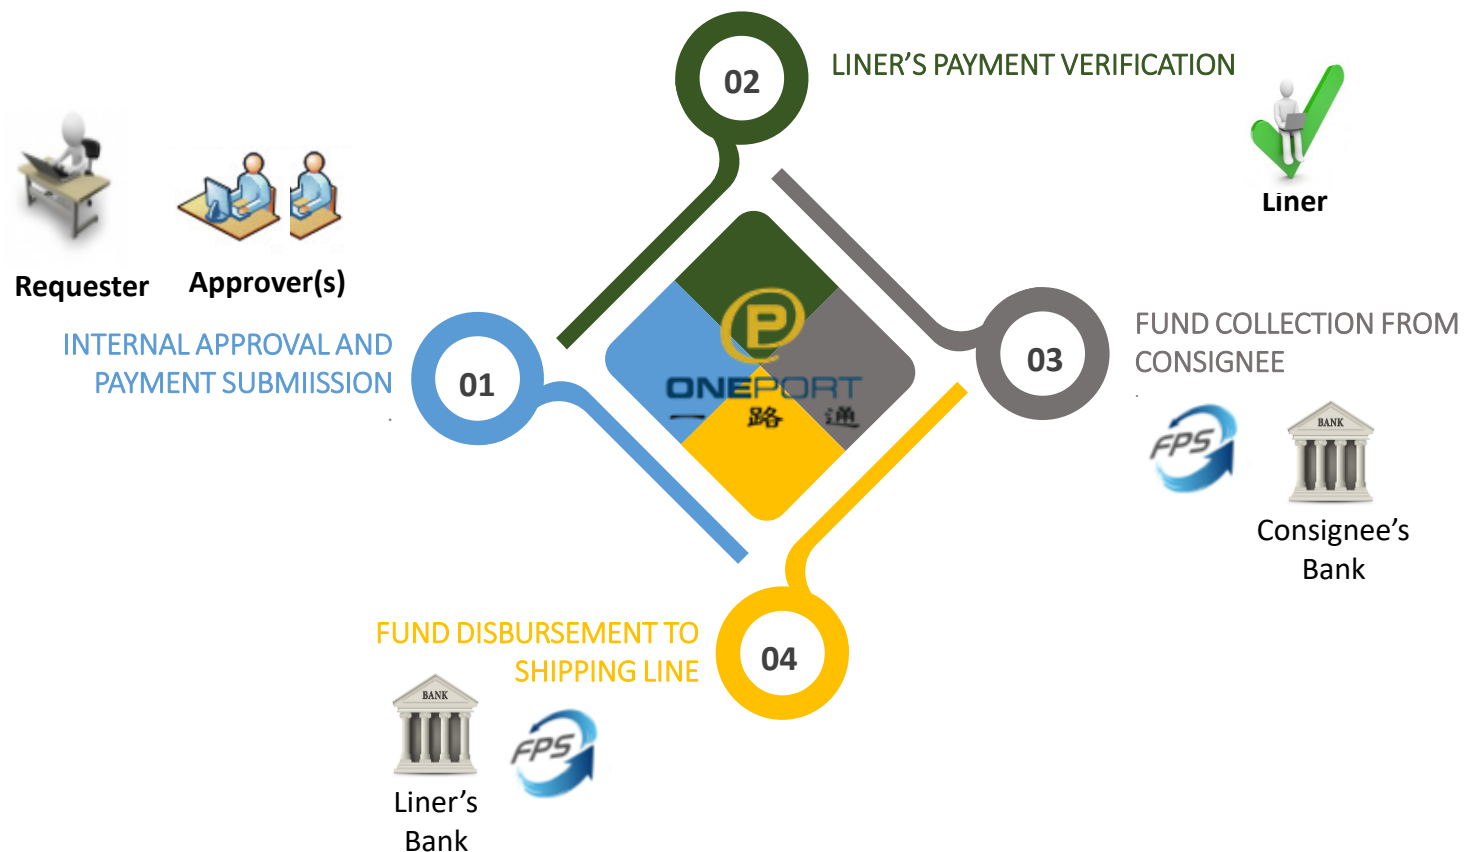 02
LINER'S PAYMENT VERIFICATION
Liner
Requester
Approver(s)
INTERNAL APPROVAL AND
PAYMENT SUBMIISSION
.
01
P
ONEPORT
一路通
03
FUND COLLECTION FROM
CONSIGNEE
.
FPS
BANK
Consignee's
Bank
FUND DISBURSEMENT TO
SHIPPING LINE
04
BANK
FPS
Liner's
Bank